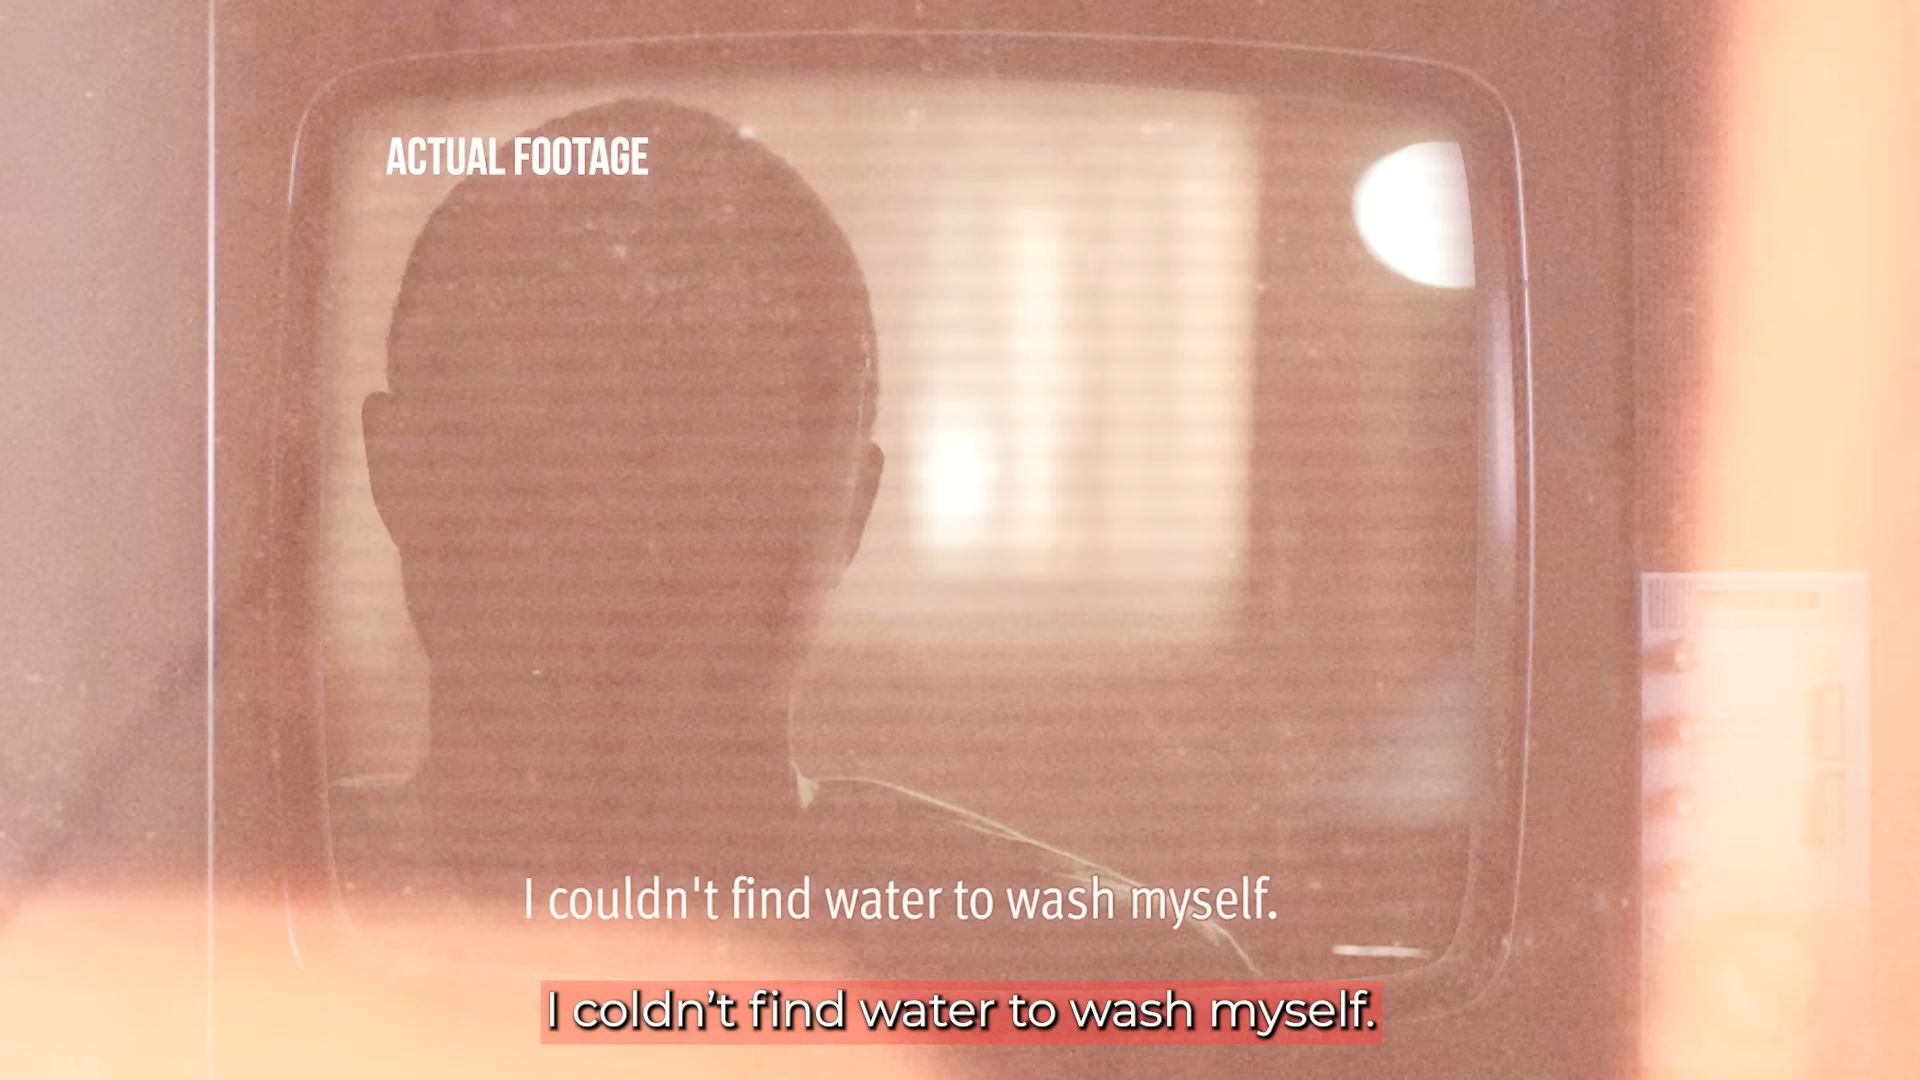 ACTUAL FOOTAGE
I couldn't find water to wash myself.
I coldn’t find water to wash myself.